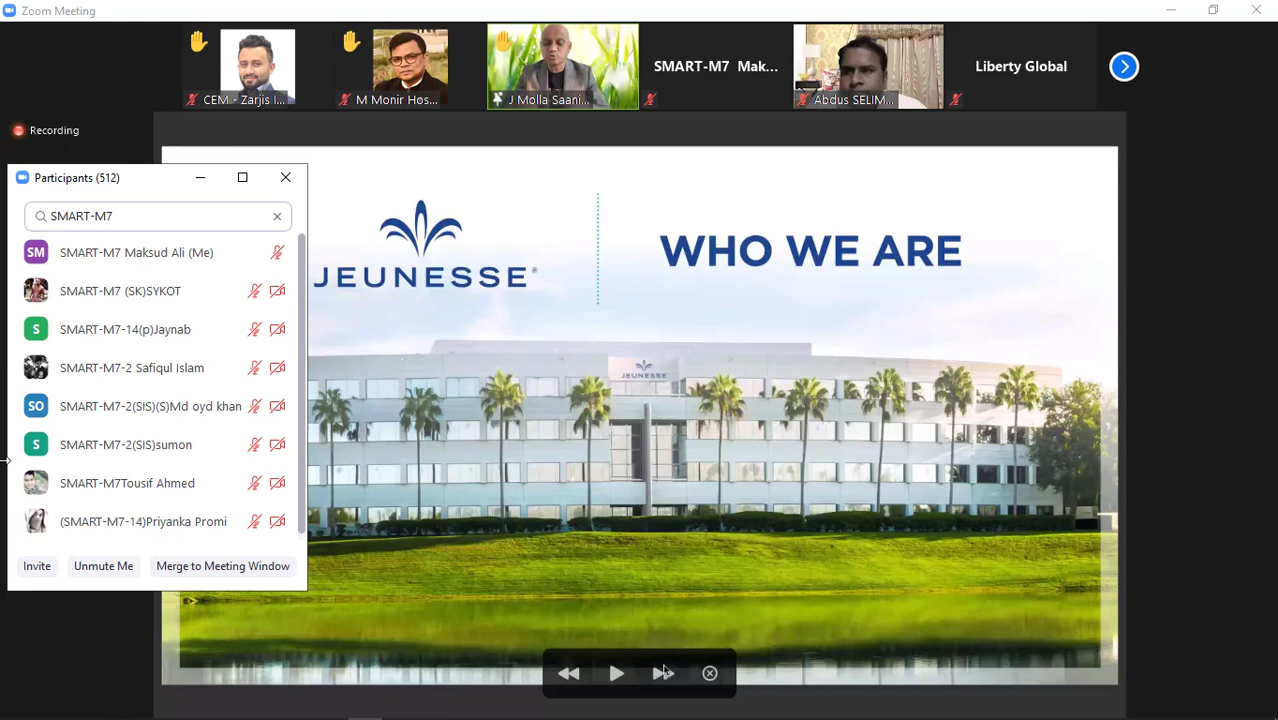 Zoom Meeting
CEM - Zarjis I...
M Monir Hos...
J Molla Saani...
SMART-M7 Mak...
Abdus SELIM...
Liberty Global
Recording
Participants (512)
SMART-M7
SM SMART-M7 Maksud Ali (Me)
SMART-M7 (SK)SYKOT
S SMART-M7-14(p)Jaynab
SMART-M7-2 Safiqul Islam
SO SMART-M7-2(SIS)(S)Md oyd khan
S SMART-M7-2(SIS)sumon
SMART-M7Tousif Ahmed
(SMART-M7-14)Priyanka Promi
Invite Unmute Me Merge to Meeting Window
JEUNESSE®
WHO WE ARE
JEUNESSE